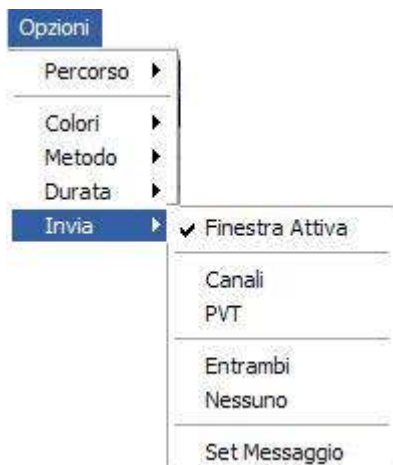 Opzioni
Percorso
Colori
Metodo
Durata
Invia
Finestra Attiva
Canali
PVT
Entrambi
Nessuno
Set Messaggio